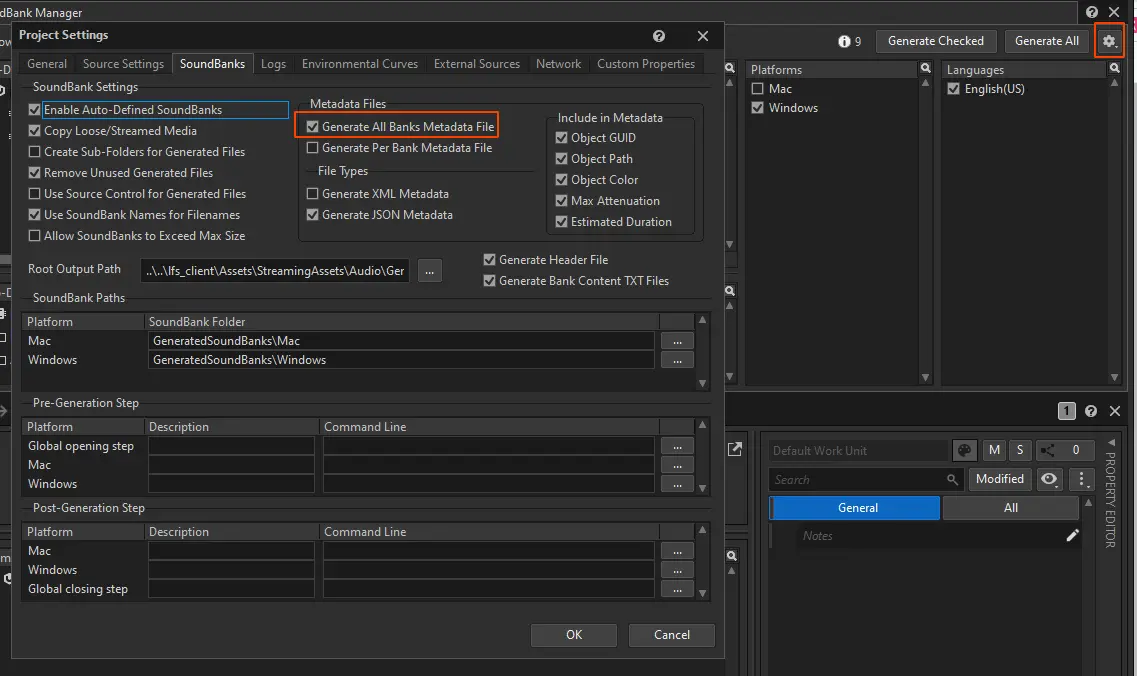 dBank Manager
Project Settings
9
Generate Checked
Generate All
General
Source Settings
SoundBanks
Logs
Environmental Curves
External Sources
Network
Custom Properties
Platforms
Mac
Windows
Languages
English(US)
SoundBank Settings
Enable Auto-Defined SoundBanks
Copy Loose/Streamed Media
Create Sub-Folders for Generated Files
Remove Unused Generated Files
Use Source Control for Generated Files
Use SoundBank Names for Filenames
Allow SoundBanks to Exceed Max Size
Metadata Files
Generate All Banks Metadata File
Generate Per Bank Metadata File
File Types
Generate XML Metadata
Generate JSON Metadata
Include in Metadata
Object GUID
Object Path
Object Color
Max Attenuation
Estimated Duration
Root Output Path
..\..\lfs_client\Assets\StreamingAssets\Audio\Ger
...
Generate Header File
Generate Bank Content TXT Files
SoundBank Paths
Platform SoundBank Folder
Mac GeneratedSoundBanks\Mac ...
Windows GeneratedSoundBanks\Windows ...
Pre-Generation Step
Platform Description Command Line
Global opening step ...
Mac ...
Windows ...
Post-Generation Step
Platform Description Command Line
Mac ...
Windows ...
Global closing step ...
OK
Cancel
1
Default Work Unit
M
S
0
Search
Modified
General
All
Notes
PROPERTY EDITOR